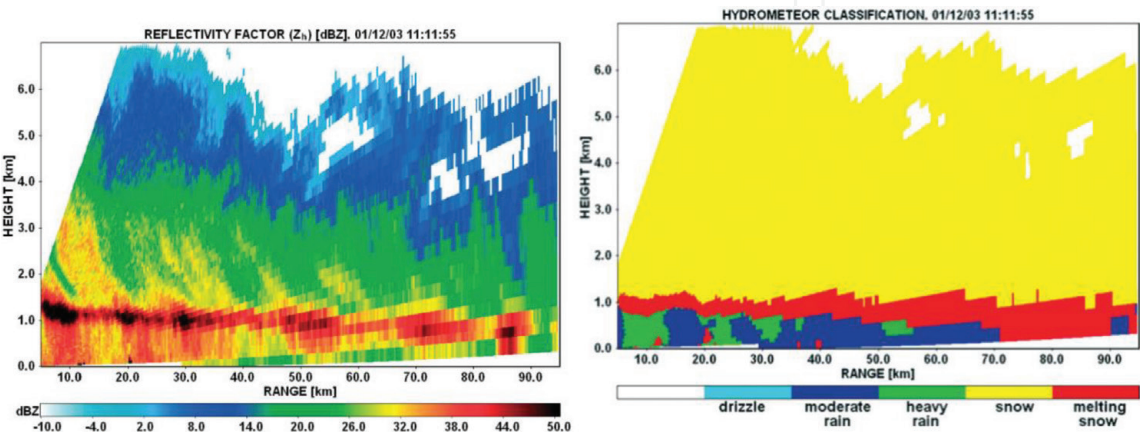 REFLECTIVITY FACTOR (Zh) [dBZ], 01/12/03 11:11:55
HEIGHT [km]
6.0
5.0
4.0
3.0
2.0
1.0
0.0
10.0 20.0 30.0 40.0 50.0 60.0 70.0 80.0 90.0
RANGE [km]
dBZ
-10.0 -4.0 2.0 8.0 14.0 20.0 26.0 32.0 38.0 44.0 50.0
HYDROMETEOR CLASSIFICATION, 01/12/03 11:11:55
HEIGHT [km]
6.0
5.0
4.0
3.0
2.0
1.0
0.0
10.0 20.0 30.0 40.0 50.0 60.0 70.0 80.0 90.0
RANGE [km]
drizzle moderate heavy snow melting
rain rain snow